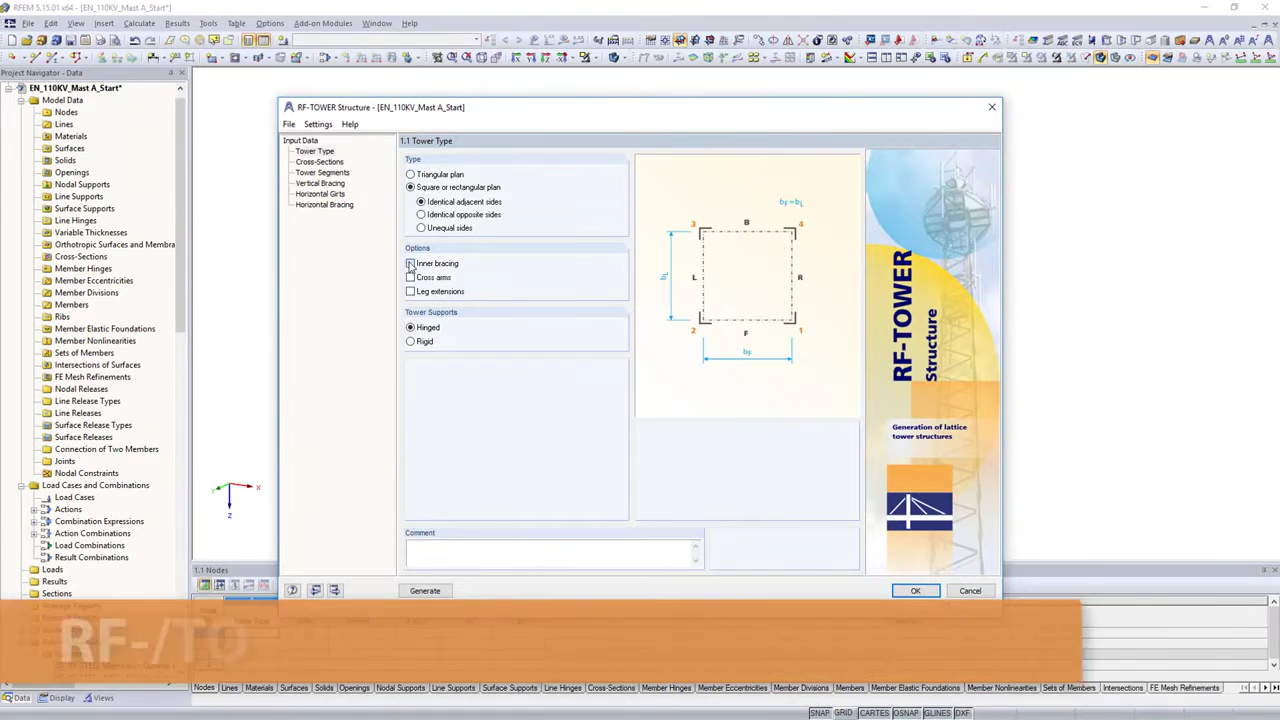 RFEM 5.15.01 x64 - [EN_110KV_Mast A_Start*]
File Edit View Insert Calculate Results Tools Table Options Add-on Modules Window Help
Project Navigator - Data
EN_110KV_Mast A_Start*
Model Data
Nodes
Lines
Materials
Surfaces
Solids
Openings
Nodal Supports
Line Supports
Surface Supports
Line Hinges
Variable Thicknesses
Orthotropic Surfaces and Membra
Cross-Sections
Member Hinges
Member Eccentricities
Member Divisions
Members
Ribs
Member Elastic Foundations
Member Nonlinearities
Sets of Members
Intersections of Surfaces
FE Mesh Refinements
Nodal Releases
Line Release Types
Line Releases
Surface Release Types
Surface Releases
Connection of Two Members
Joints
Nodal Constraints
Load Cases and Combinations
Load Cases
Actions
Combination Expressions
Action Combinations
Load Combinations
Result Combinations
Loads
Results
Sections
Data Display Views
X
Y
Z
RF-TOWER Structure - [EN_110KV_Mast A_Start]
File Settings Help
Input Data
Tower Type
Cross-Sections
Tower Segments
Vertical Bracing
Horizontal Girts
Horizontal Bracing
1.1 Tower Type
Type
Triangular plan
Square or rectangular plan
Identical adjacent sides
Identical opposite sides
Unequal sides
Options
Inner bracing
Cross arms
Leg extensions
Tower Supports
Hinged
Rigid
Comment
bF=bL
3 B 4
bL L R
2 F 1
bF
RF-TOWER
Structure
Generation of lattice
tower structures
Generate OK Cancel
1.1 Nodes
RF-/TO
Nodes Lines Materials Surfaces Solids Openings Nodal Supports Line Supports Surface Supports Line Hinges Cross-Sections Member Hinges Member Eccentricities Member Divisions Members Member Elastic Foundations Member Nonlinearities Sets of Members Intersections FE Mesh Refinements
SNAP GRID CARTES OSNAP GLINES DXF